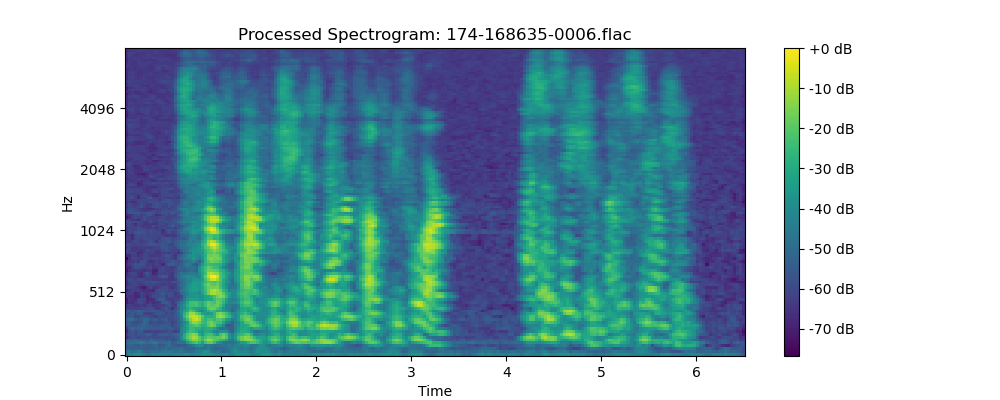 Processed Spectrogram: 174-168635-0006.flac
Hz
4096
2048
1024
512
0
0 1 2 3 4 5 6
Time
+0 dB
-10 dB
-20 dB
-30 dB
-40 dB
-50 dB
-60 dB
-70 dB